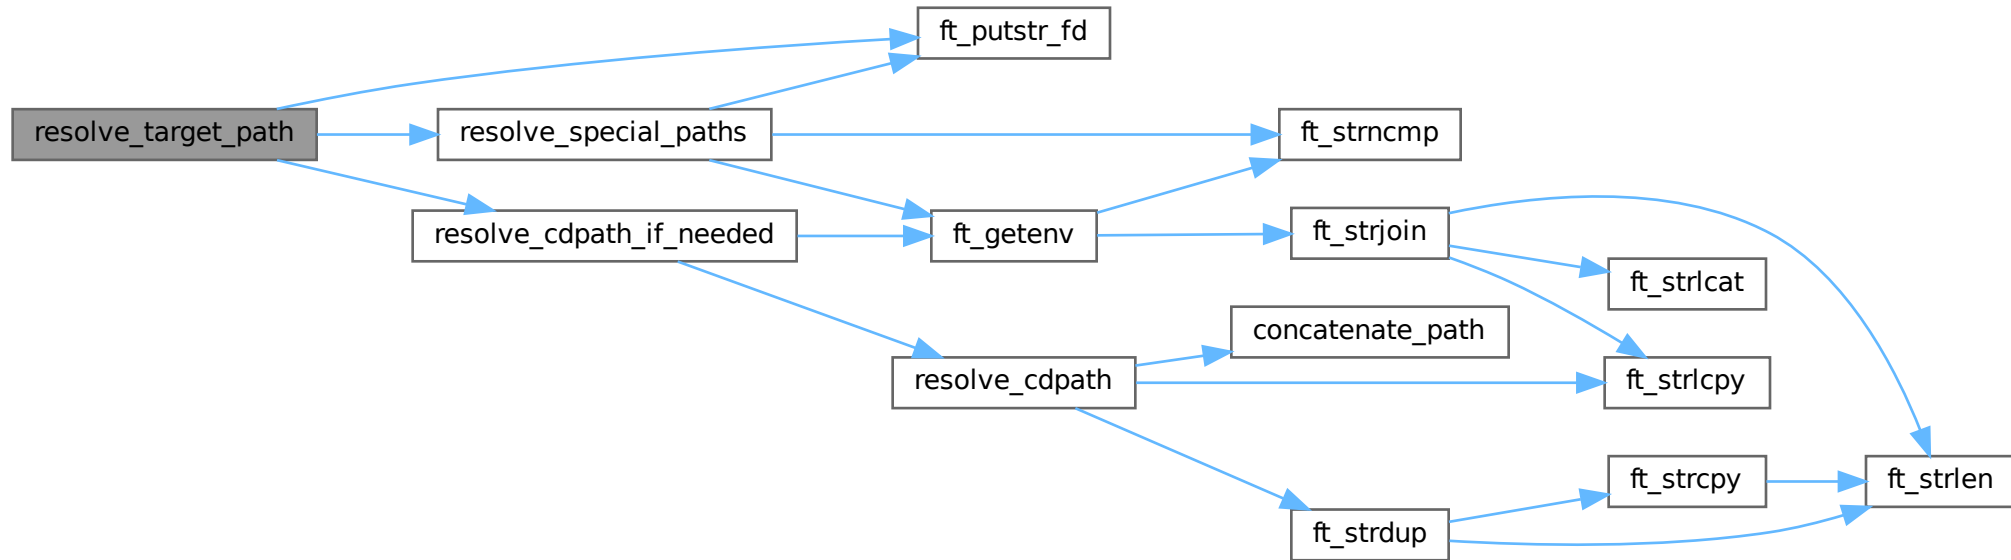 ft_putstr_fd
resolve_target_path
resolve_special_paths
ft_strncmp
resolve_cdpath_if_needed
ft_getenv
ft_strjoin
ft_strlcat
concatenate_path
resolve_cdpath
ft_strlcpy
ft_strcpy
ft_strlen
ft_strdup